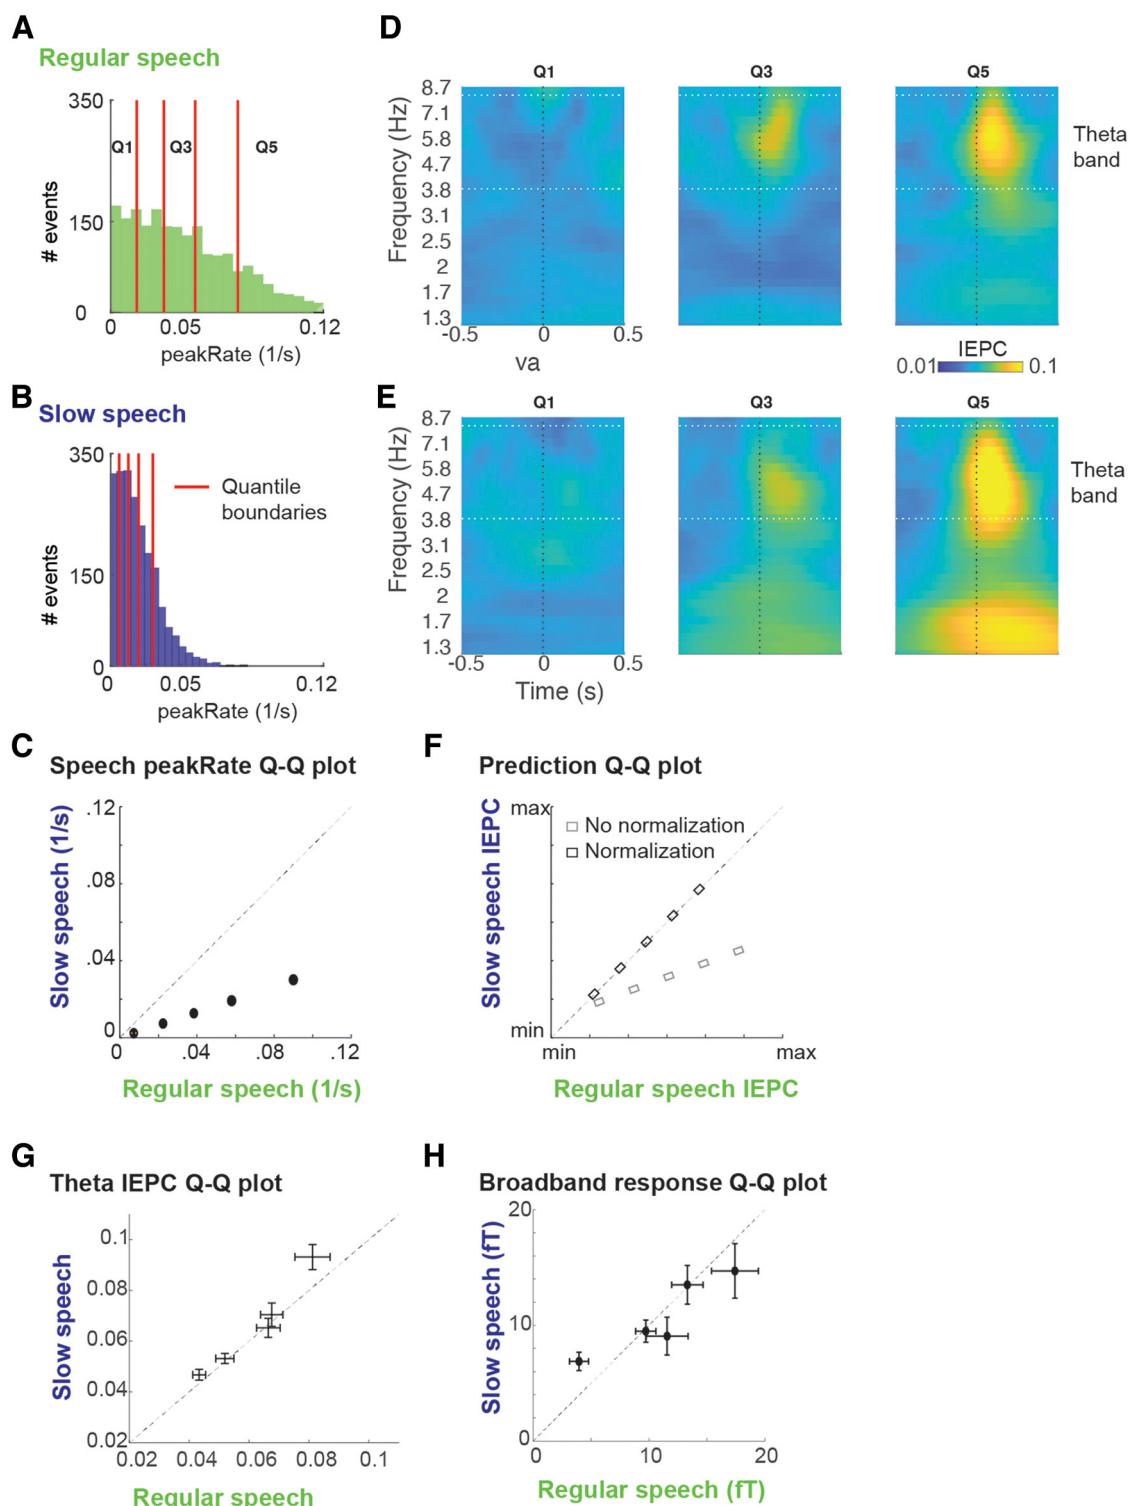 A
Regular speech
350
Q1
Q3
Q5
# events
150
0
0
0.05
0.12
peakRate (1/s)
B
Slow speech
350
Quantile
boundaries
# events
150
0
0
0.05
0.12
peakRate (1/s)
C
Speech peakRate Q-Q plot
.12
.08
.04
0
Slow speech (1/s)
0
.04
.08
.12
Regular speech (1/s)
D
Q1
Q3
Q5
8.7
7.1
5.8
4.7
3.8
3.1
2.5
2
1.7
1.3
Frequency (Hz)
Theta
band
-0.5
0
0.5
va
IEPC
0.01
0.1
E
Q1
Q3
Q5
8.7
7.1
5.8
4.7
3.8
3.1
2.5
2
1.7
1.3
Frequency (Hz)
Theta
band
-0.5
0
0.5
Time (s)
F
Prediction Q-Q plot
max
No normalization
Normalization
Slow speech IEPC
min
min
max
Regular speech IEPC
G
Theta IEPC Q-Q plot
0.1
0.08
0.06
0.04
0.02
Slow speech
0.02
0.04
0.06
0.08
0.1
Regular speech
H
Broadband response Q-Q plot
20
10
0
Slow speech (fT)
0
10
20
Regular speech (fT)